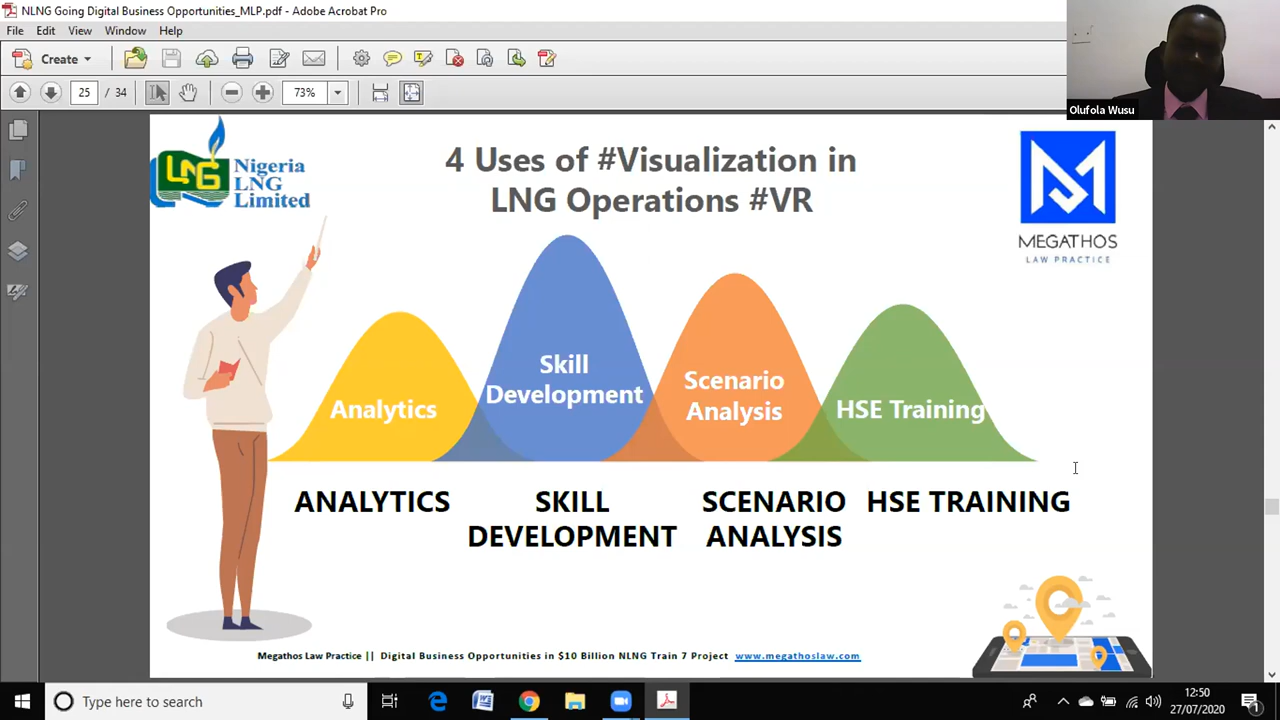 NLNG Going Digital Business Opportunities_MLP.pdf - Adobe Acrobat Pro
File Edit View Window Help
Create
25 / 34 73%
Olufola Wusu
LNG
Nigeria
LNG
Limited
4 Uses of #Visualization in
LNG Operations #VR
MEGATHOS
LAW PRACTICE
Analytics
Skill
Development
Scenario
Analysis
HSE Training
ANALYTICS
SKILL
DEVELOPMENT
SCENARIO
ANALYSIS
HSE TRAINING
Megathos Law Practice || Digital Business Opportunities in $10 Billion NLNG Train 7 Project www.megathoslaw.com
Type here to search
12:50
27/07/2020
1